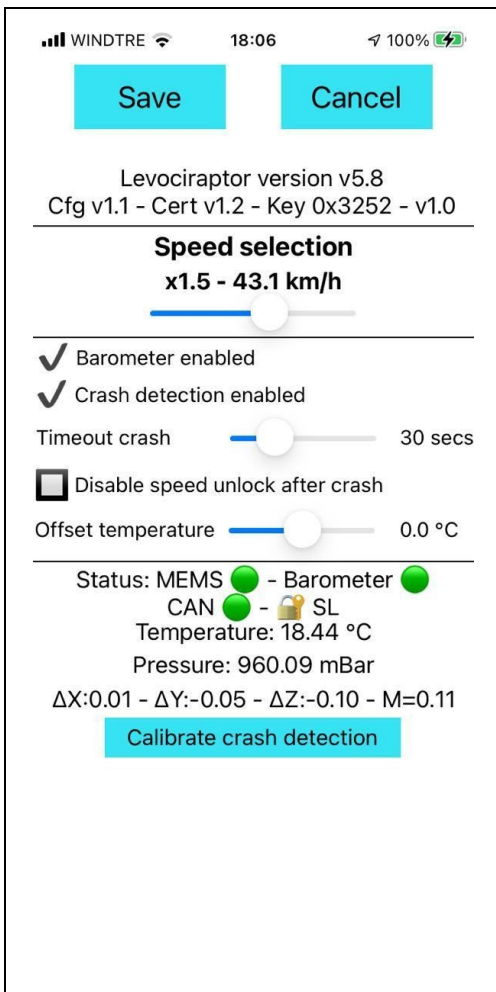 WINDTRE 18:06 100%
Save Cancel
Levociraptor version v5.8
Cfg v1.1 - Cert v1.2 - Key 0x3252 - v1.0
Speed selection
x1.5 - 43.1 km/h
Barometer enabled
Crash detection enabled
Timeout crash 30 secs
Disable speed unlock after crash
Offset temperature 0.0 °C
Status: MEMS 🟢 - Barometer 🟢
CAN 🟢 - 🔐 SL
Temperature: 18.44 °C
Pressure: 960.09 mBar
ΔX:0.01 - ΔY:-0.05 - ΔZ:-0.10 - M=0.11
Calibrate crash detection